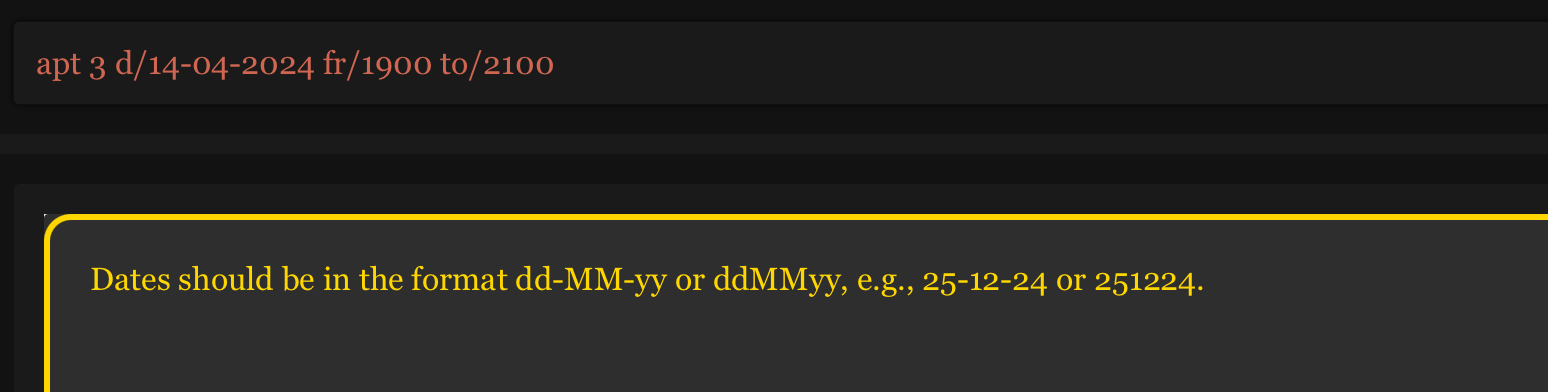 apt 3 d/14-04-2024 fr/1900 to/2100
Dates should be in the format dd-MM-yy or ddMMyy, e.g., 25-12-24 or 251224.